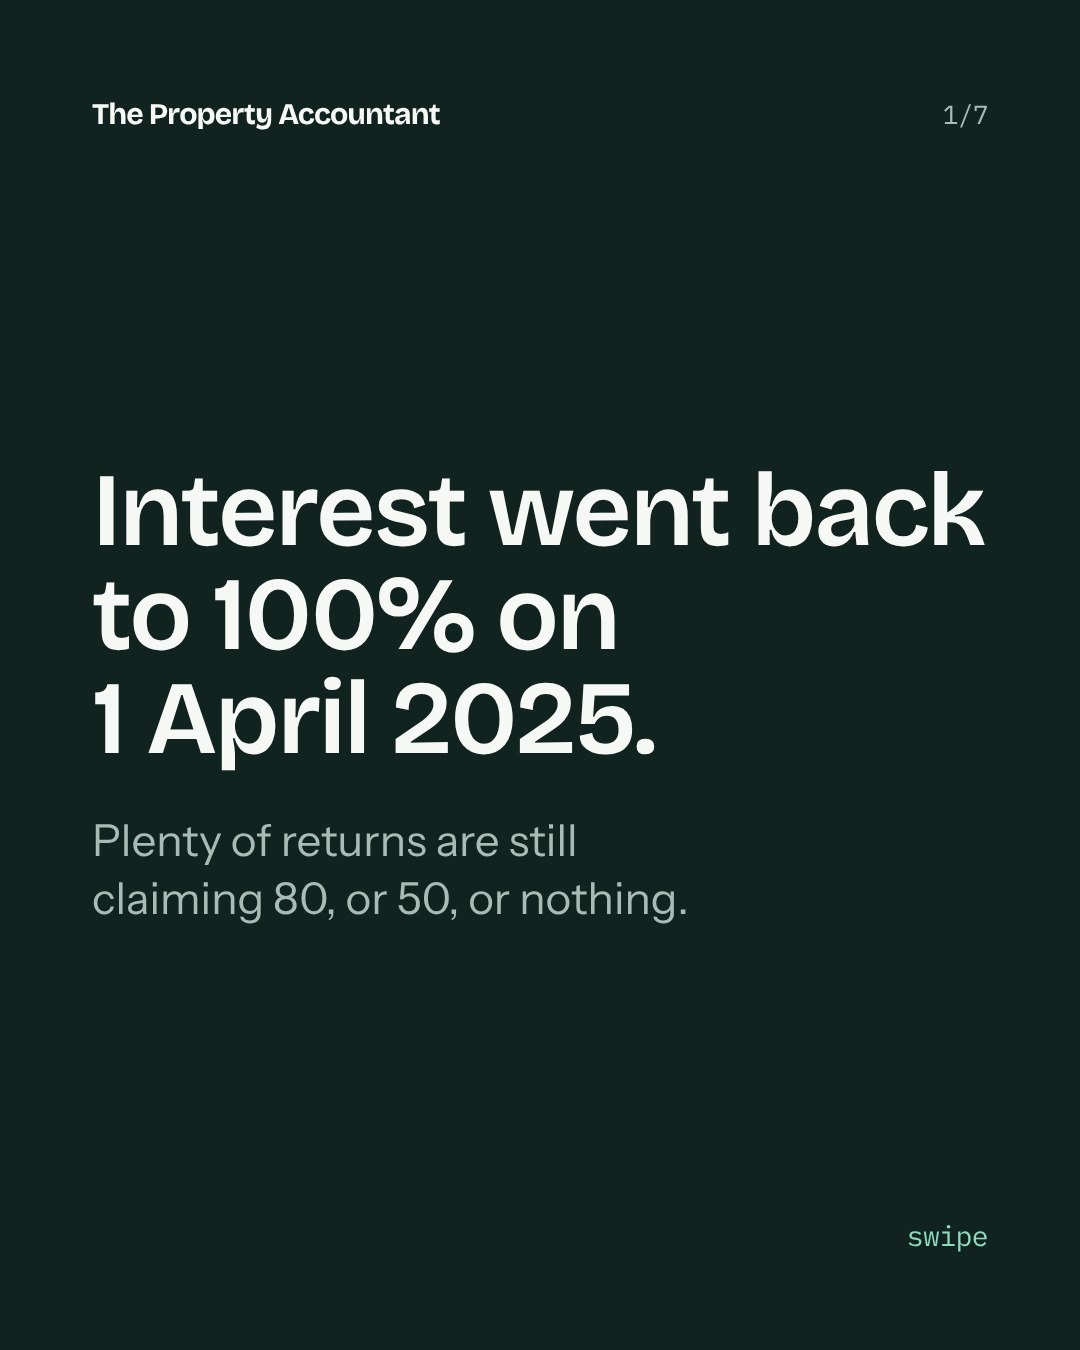 The Property Accountant
1/7
Interest went back
to 100% on
1 April 2025.
Plenty of returns are still
claiming 80, or 50, or nothing.
swipe